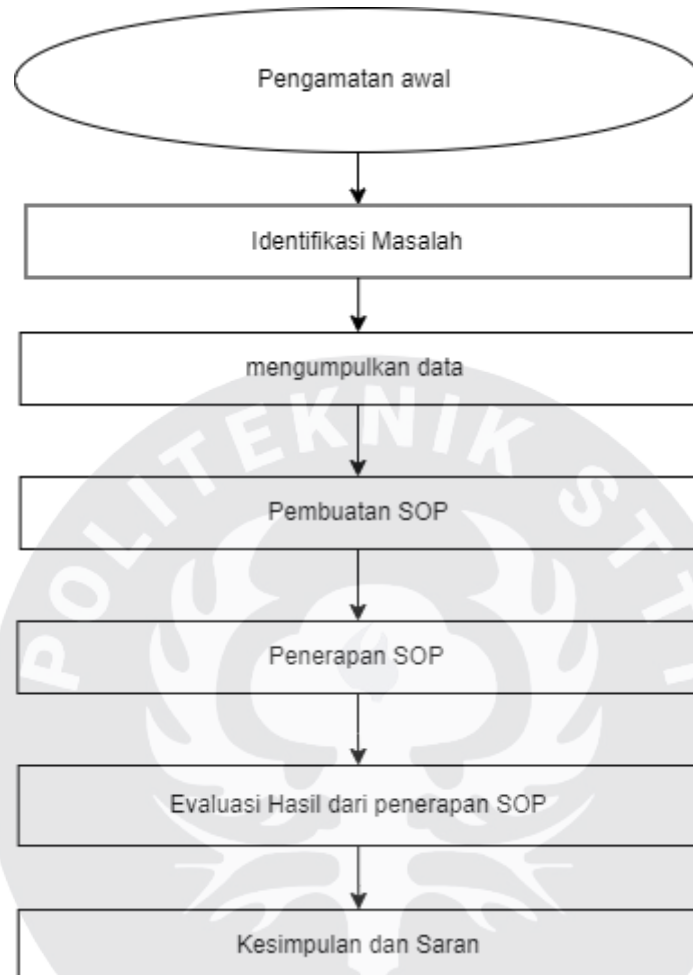 Pengamatan awal
Identifikasi Masalah
mengumpulkan data
POLITEKNIK STT
Pembuatan SOP
Penerapan SOP
Evaluasi Hasil dari penerapan SOP
Kesimpulan dan Saran